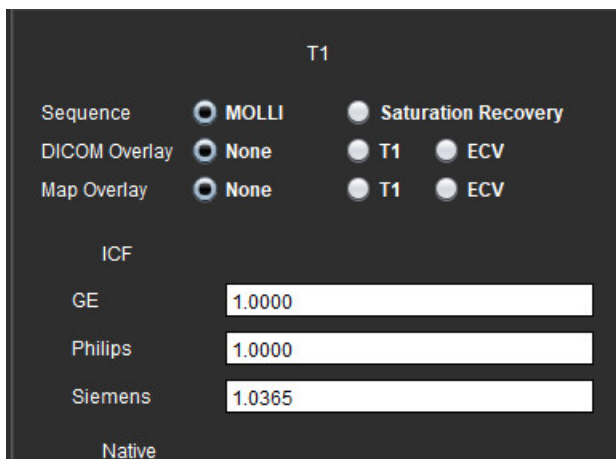 T1
Sequence MOLLI Saturation Recovery
DICOM Overlay None T1 ECV
Map Overlay None T1 ECV
ICF
GE 1.0000
Philips 1.0000
Siemens 1.0365
Native